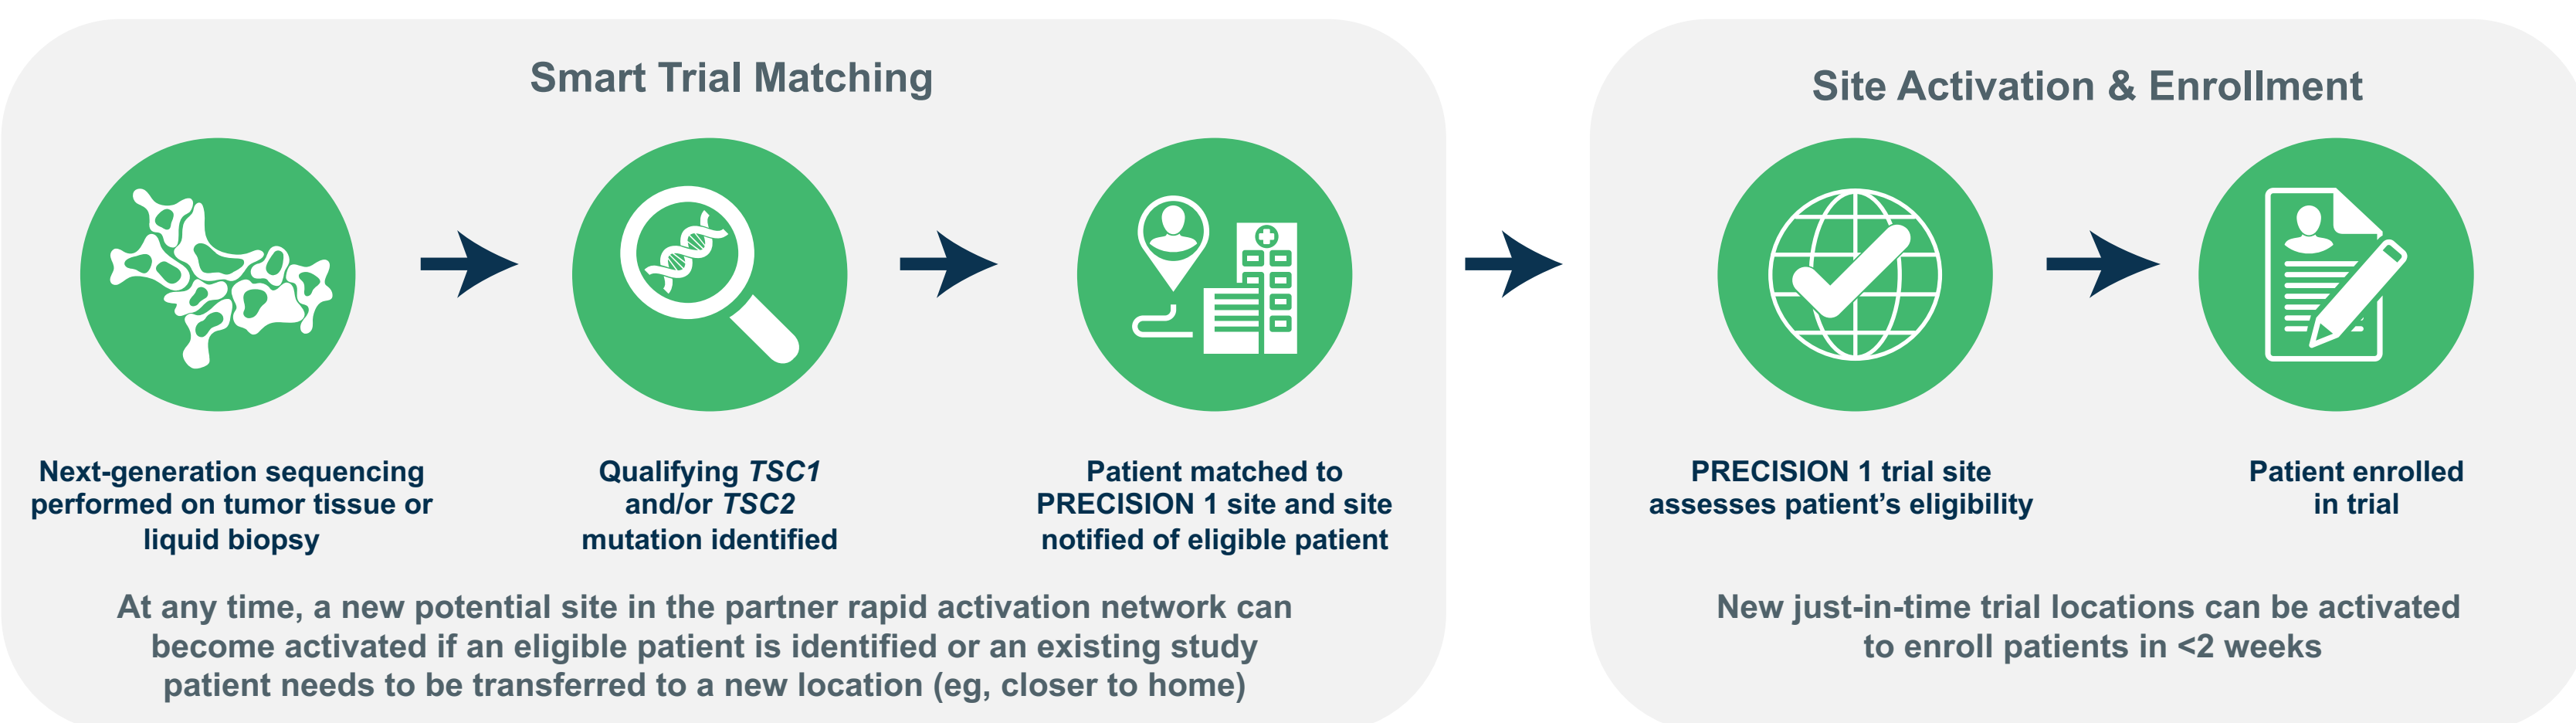 Smart Trial Matching
Next-generation sequencing
performed on tumor tissue or
liquid biopsy
Qualifying TSC1
and/or TSC2
mutation identified
Patient matched to
PRECISION 1 site and site
notified of eligible patient
At any time, a new potential site in the partner rapid activation network can
become activated if an eligible patient is identified or an existing study
patient needs to be transferred to a new location (eg, closer to home)
Site Activation & Enrollment
PRECISION 1 trial site
assesses patient’s eligibility
Patient enrolled
in trial
New just-in-time trial locations can be activated
to enroll patients in <2 weeks